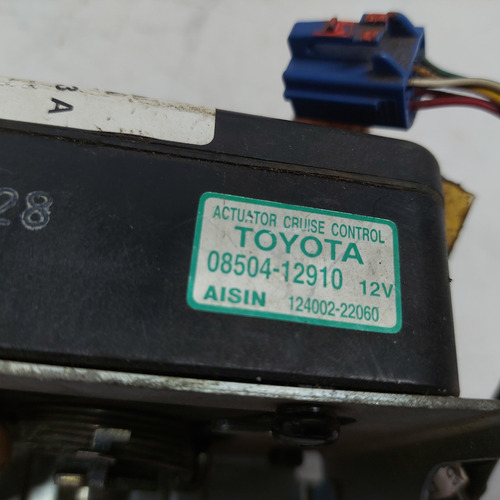 3 A
28
ACTUATOR CRUISE CONTROL
TOYOTA
08504-12910 12V
AISIN 124002-22060